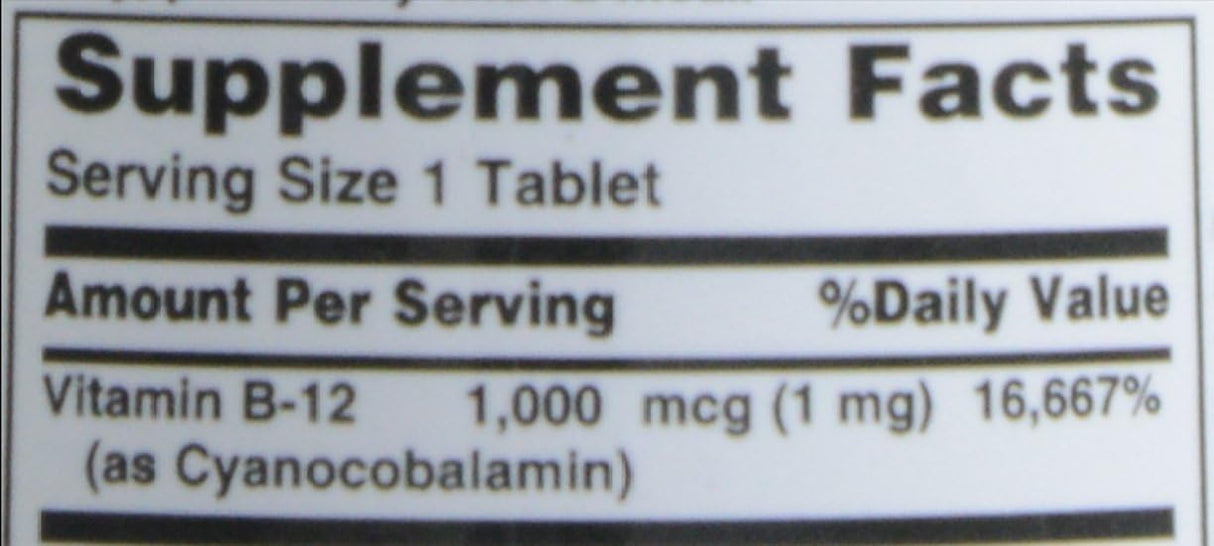 Supplement Facts
Serving Size 1 Tablet
Amount Per Serving %Daily Value
Vitamin B-12 1,000 mcg (1 mg) 16,667%
(as Cyanocobalamin)